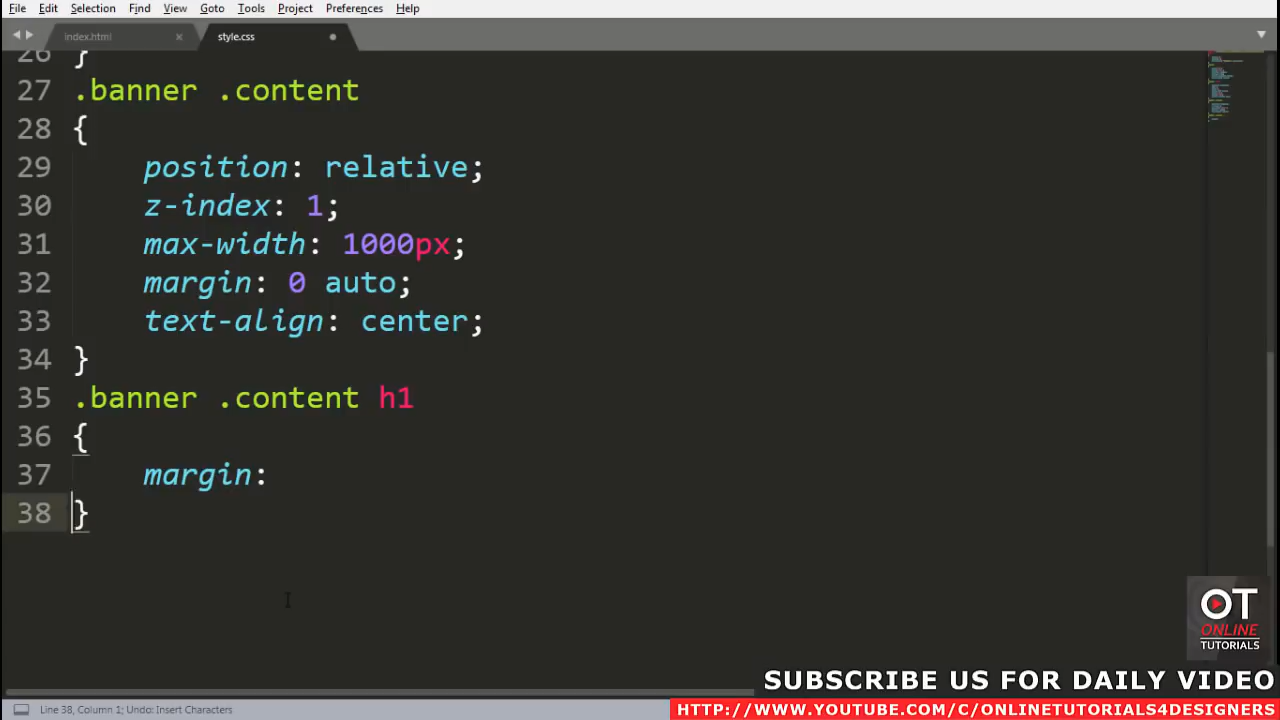 File Edit Selection Find View Goto Tools Project Preferences Help
index.html style.css
26 }
27 .banner .content
28 {
29 position: relative;
30 z-index: 1;
31 max-width: 1000px;
32 margin: 0 auto;
33 text-align: center;
34 }
35 .banner .content h1
36 {
37 margin:
38 }
OT
ONLINE
TUTORIALS
SUBSCRIBE US FOR DAILY VIDEO
Line 38, Column 1; Undo: Insert Characters
HTTP://WWW.YOUTUBE.COM/C/ONLINETUTORIALS4DESIGNERS